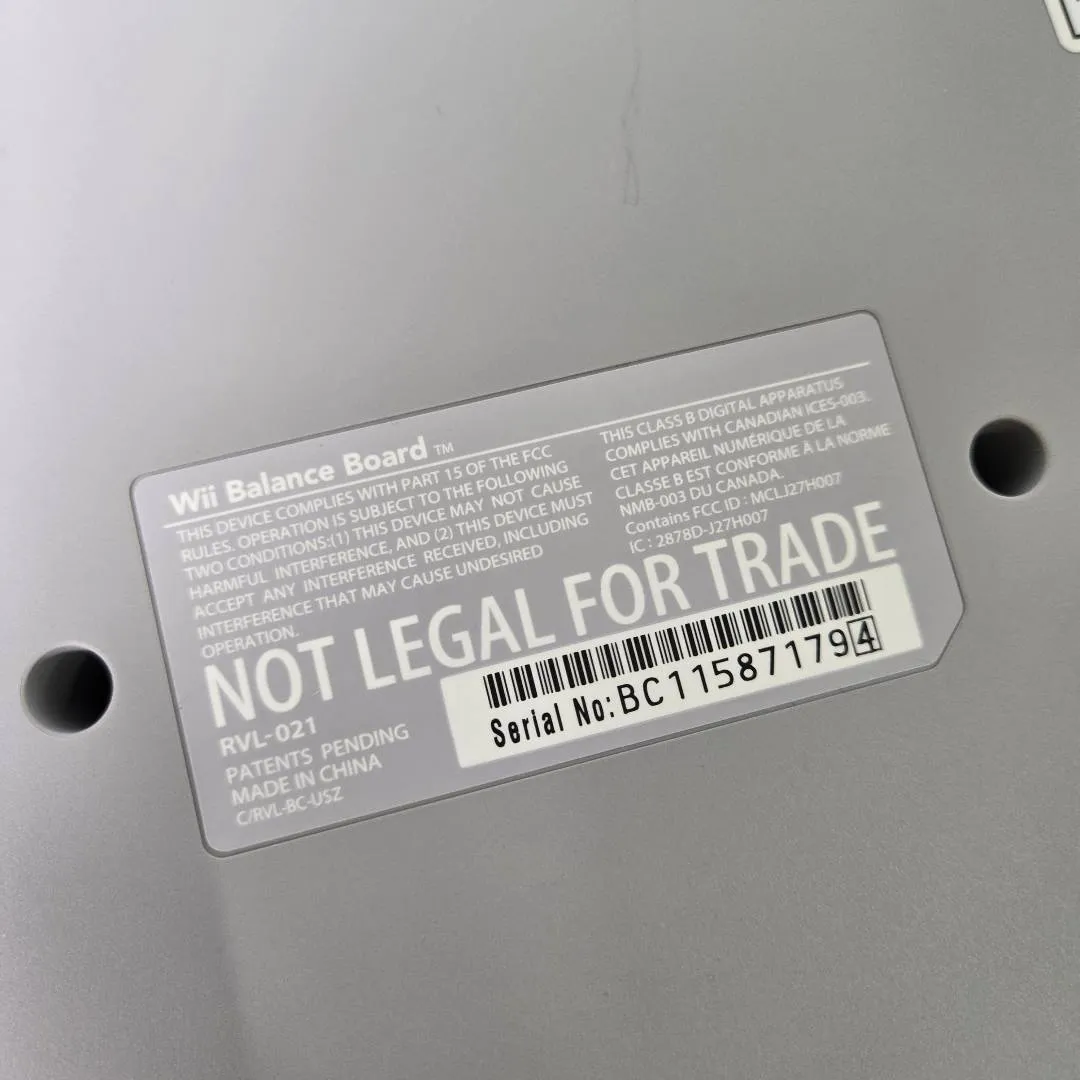 Wii Balance Board ™
THIS DEVICE COMPLIES WITH PART 15 OF THE FCC
RULES. OPERATION IS SUBJECT TO THE FOLLOWING
TWO CONDITIONS:(1) THIS DEVICE MAY NOT CAUSE
HARMFUL INTERFERENCE, AND (2) THIS DEVICE MUST
ACCEPT ANY INTERFERENCE RECEIVED, INCLUDING
INTERFERENCE THAT MAY CAUSE UNDESIRED
OPERATION.
THIS CLASS B DIGITAL APPARATUS
COMPLIES WITH CANADIAN ICES-003.
CET APPAREIL NUMÉRIQUE DE LA
CLASSE B EST CONFORME À LA NORME
NMB-003 DU CANADA.
Contains FCC ID : MCLJ27H007
IC : 2878D-J27H007
NOT LEGAL FOR TRADE
RVL-021
PATENTS PENDING
MADE IN CHINA
C/RVL-BC-USZ
Serial No:BC115871794